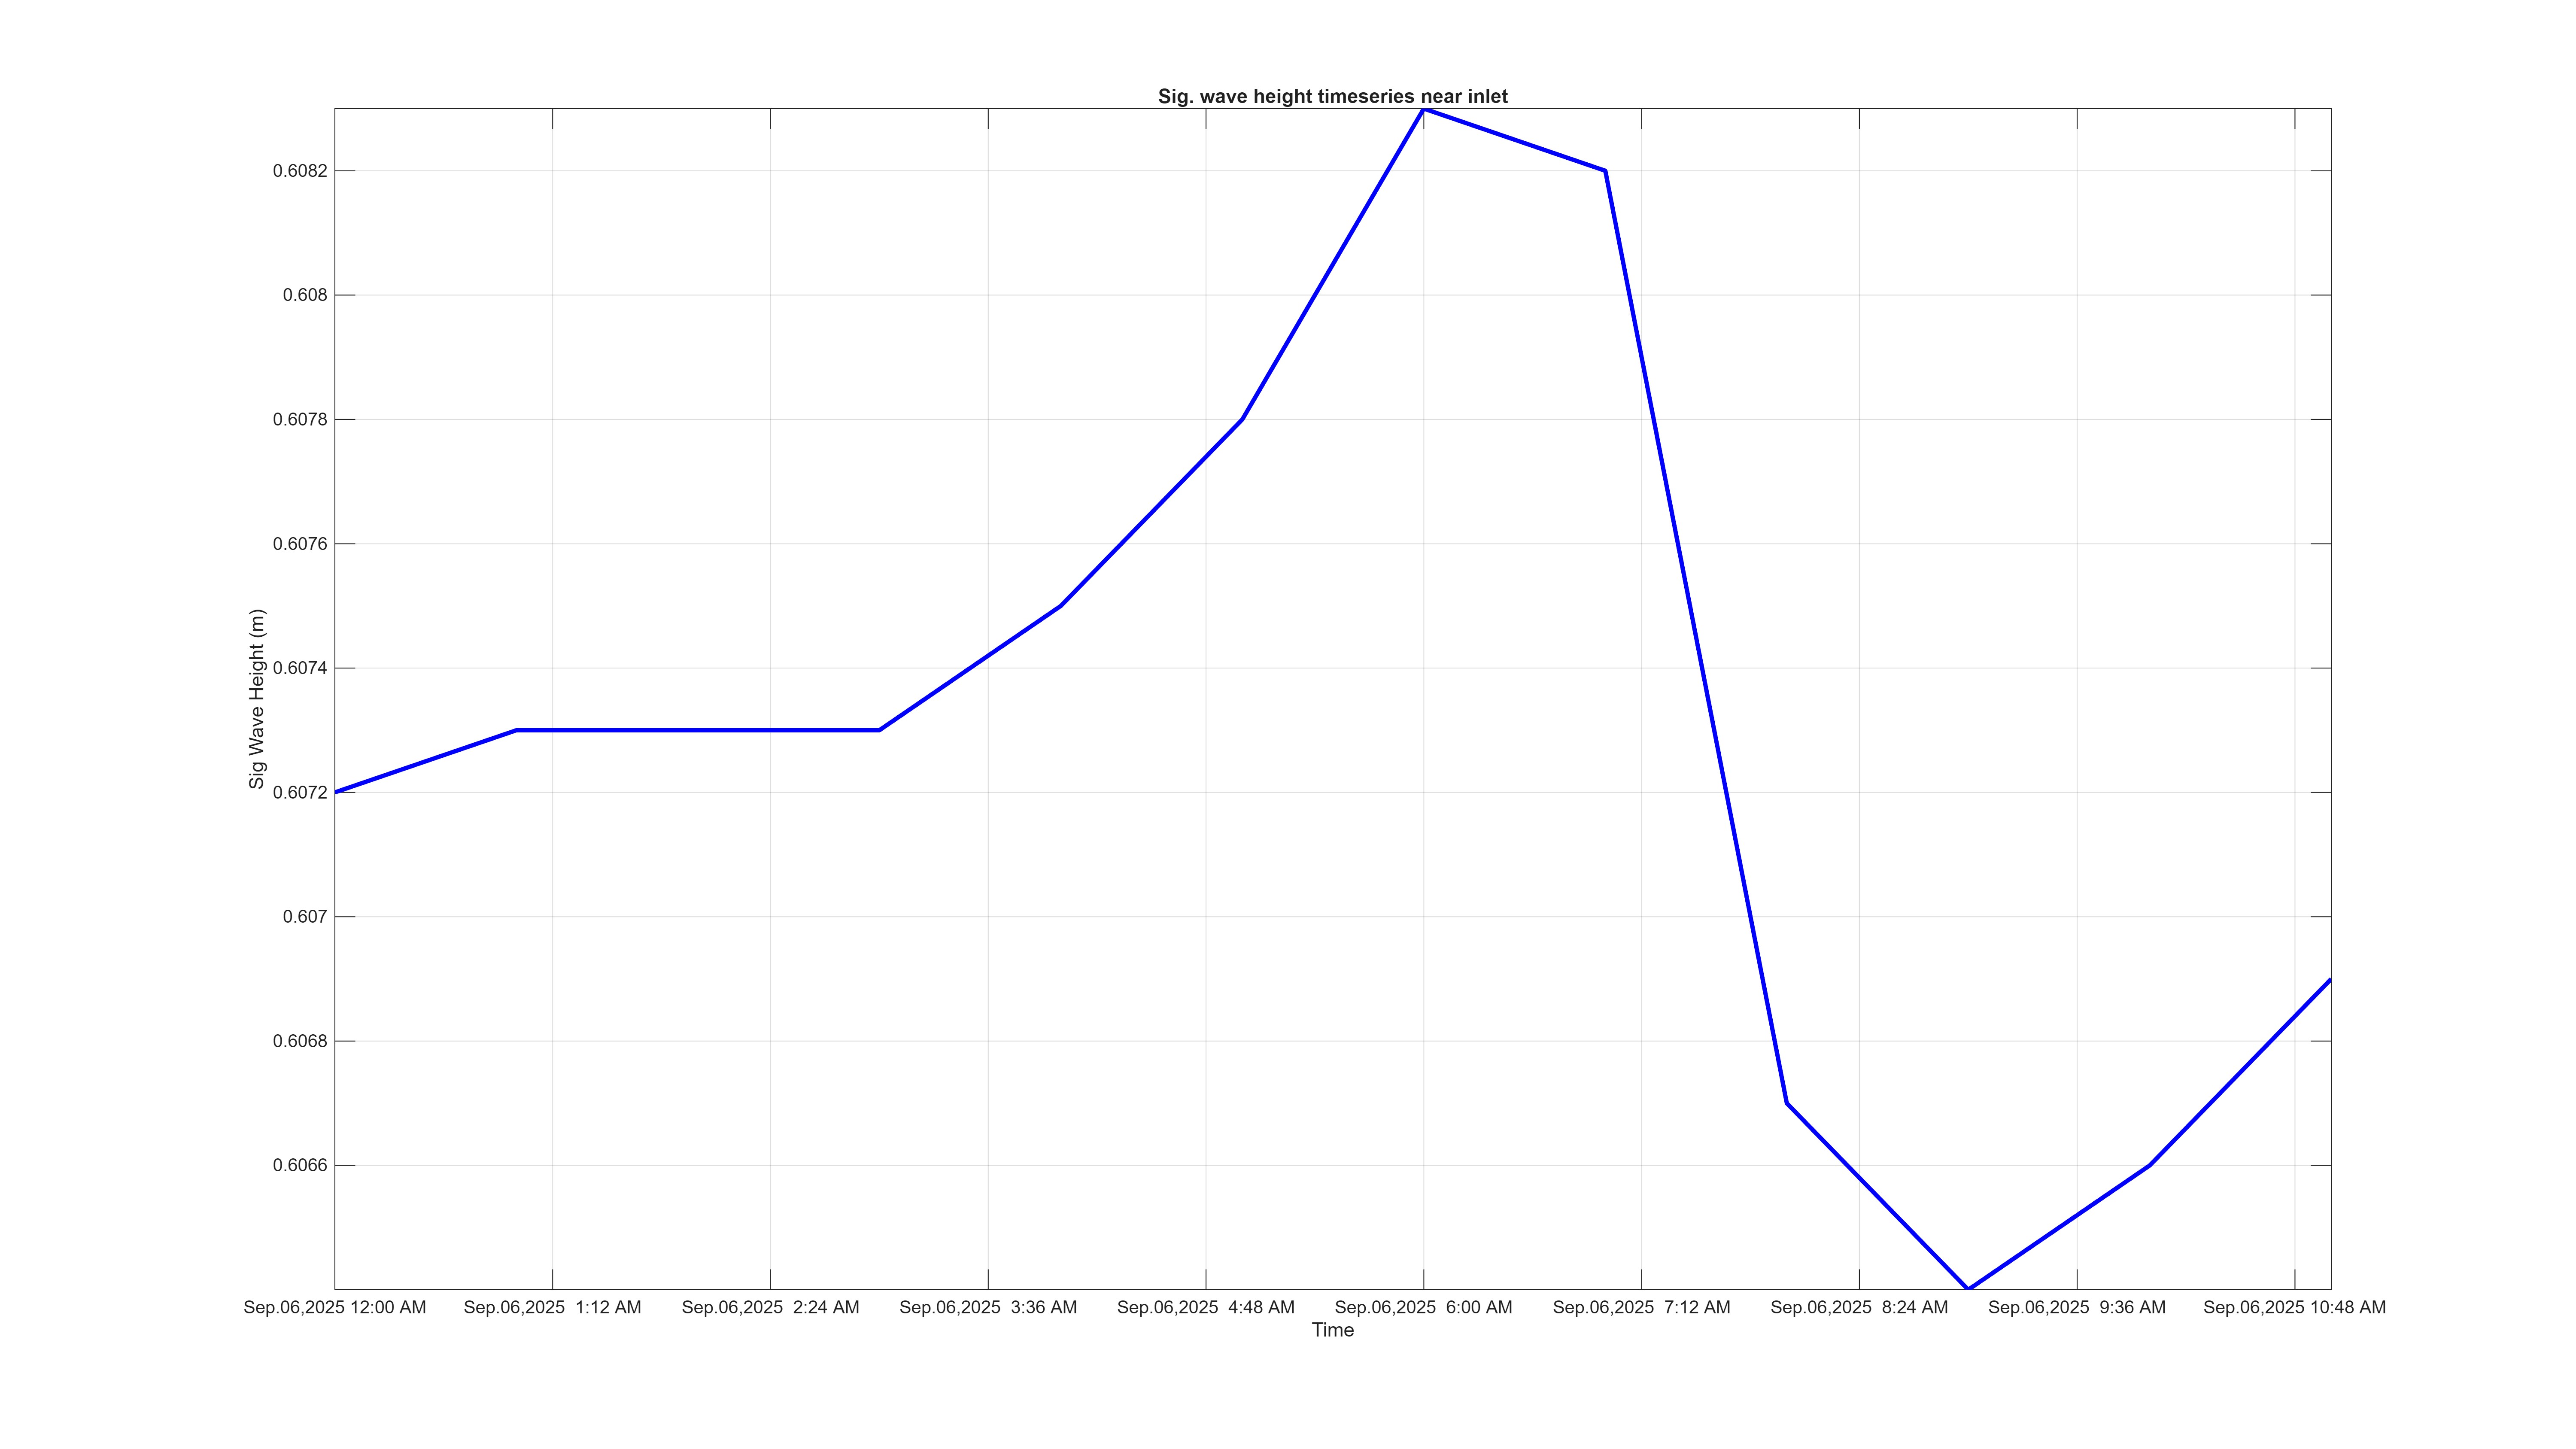 Sig. wave height timeseries near inlet
0.6082
0.608
0.6078
0.6076
0.6074
0.6072
0.607
0.6068
0.6066
Sig Wave Height (m)
Sep.06,2025 12:00 AM
Sep.06,2025  1:12 AM
Sep.06,2025  2:24 AM
Sep.06,2025  3:36 AM
Sep.06,2025  4:48 AM
Sep.06,2025  6:00 AM
Sep.06,2025  7:12 AM
Sep.06,2025  8:24 AM
Sep.06,2025  9:36 AM
Sep.06,2025 10:48 AM
Time